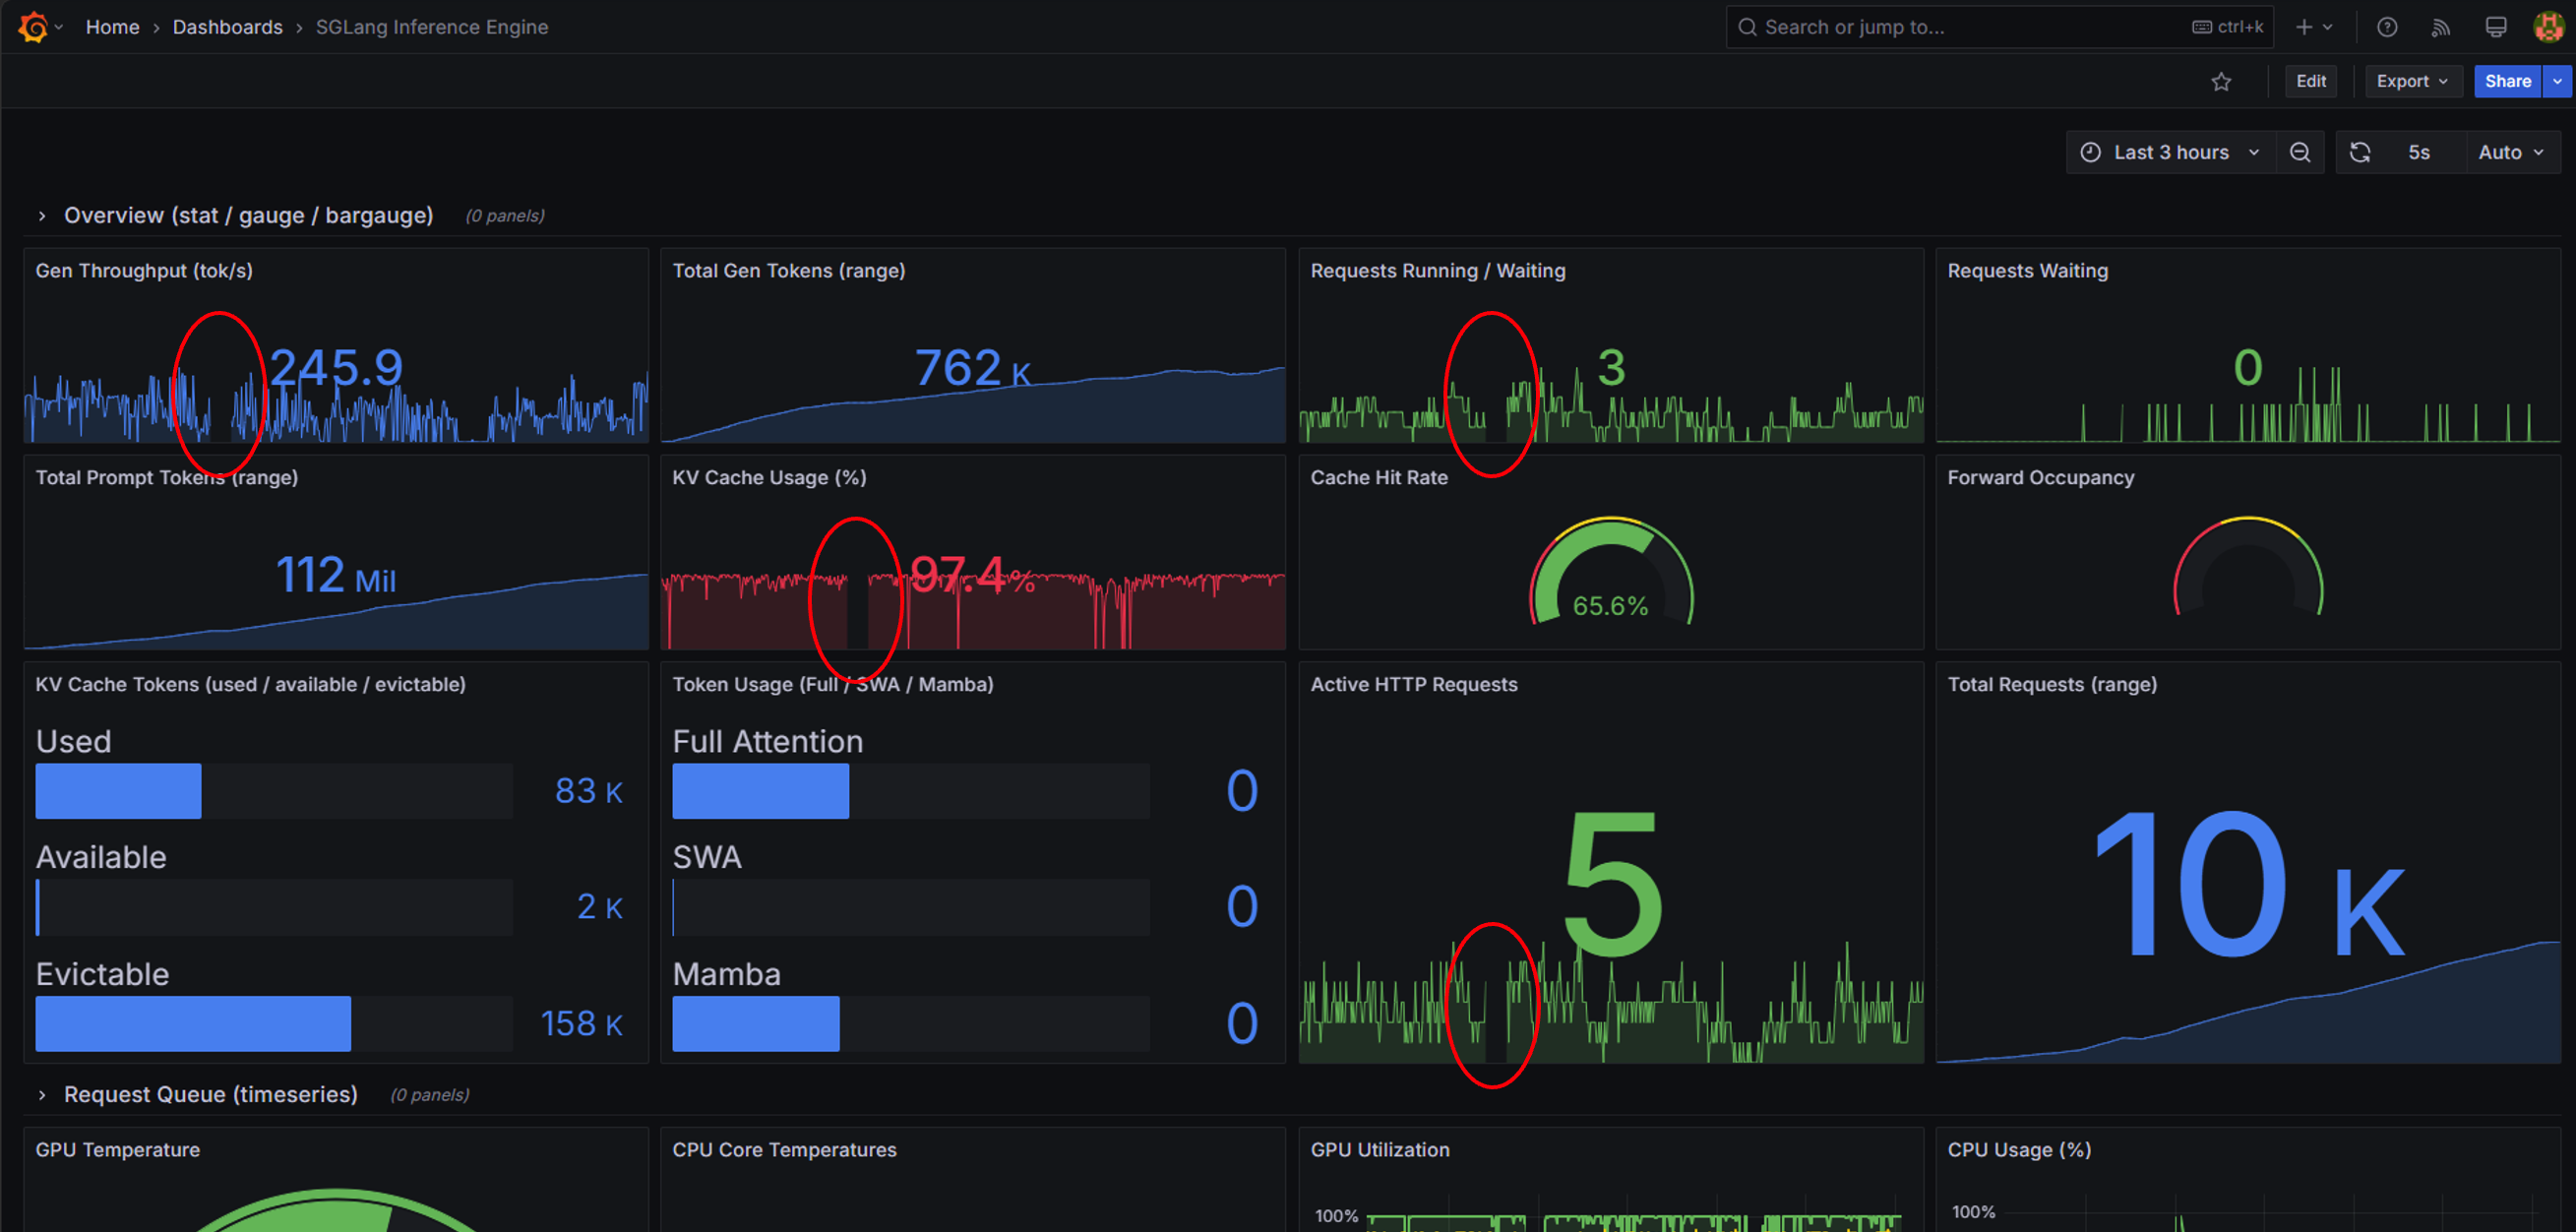 Home › Dashboards › SGLang Inference Engine
Search or jump to... ctrl+k
Edit Export Share
Last 3 hours 5s Auto
Overview (stat / gauge / bargauge) (0 panels)
Gen Throughput (tok/s)
245.9
Total Gen Tokens (range)
762 K
Requests Running / Waiting
3
Requests Waiting
0
Total Prompt Tokens (range)
112 Mil
KV Cache Usage (%)
97.4%
Cache Hit Rate
65.6%
Forward Occupancy
KV Cache Tokens (used / available / evictable)
Used
83 K
Available
2 K
Evictable
158 K
Token Usage (Full / SWA / Mamba)
Full Attention
0
SWA
0
Mamba
0
Active HTTP Requests
5
Total Requests (range)
10 K
Request Queue (timeseries) (0 panels)
GPU Temperature
CPU Core Temperatures
GPU Utilization
100%
CPU Usage (%)
100%